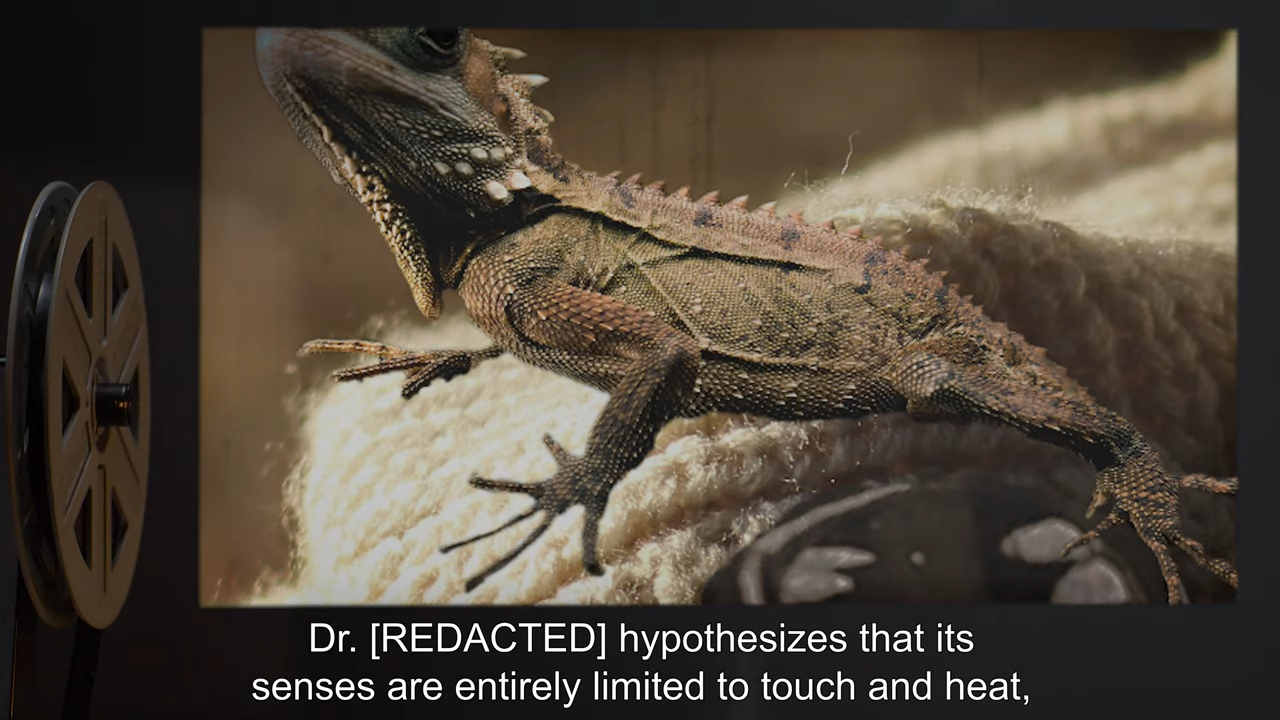 Dr. [REDACTED] hypothesizes that its
senses are entirely limited to touch and heat,